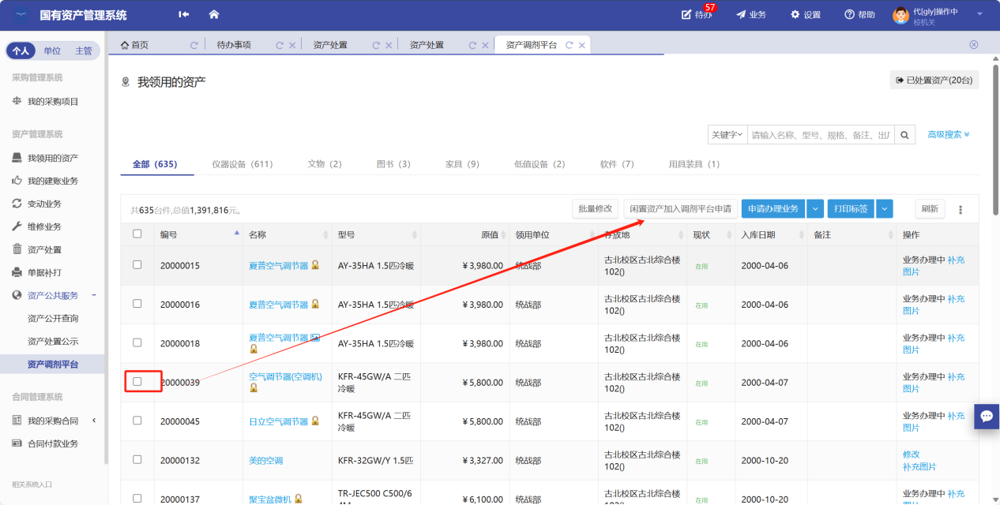 国有资产管理系统
待办
57
业务
设置
帮助
代[gly]操作中
校机关
个人 单位 主管
首页
待办事项
资产处置
资产处置
资产调剂平台
采购管理系统
我的采购项目
资产管理系统
我领用的资产
我的建账业务
变动业务
维修业务
资产处置
单据补打
资产公共服务 −
资产公开查询
资产处置公示
资产调剂平台
合同管理系统
我的采购合同
合同付款业务
相关系统入口
我领用的资产
已处置资产(20台)
关键字 请输入名称、型号、规格、备注、出厂
高级搜索
全部（635） 仪器设备（611） 文物（2） 图书（3） 家具（9） 低值设备（2） 软件（7） 用具装具（1）
共635台件,总值1,391,816元。
批量修改 闲置资产加入调剂平台申请 申请办理业务 打印标签 刷新
编号 名称 型号 原值 领用单位 存放地 现状 入库日期 备注 操作
20000015 夏普空气调节器 AY-35HA 1.5匹冷暖 ￥3,980.00 统战部 古北校区古北综合楼 在用 2000-04-06 业务办理中 补充
102() 图片
20000016 夏普空气调节器 AY-35HA 1.5匹冷暖 ￥3,980.00 统战部 古北校区古北综合楼 在用 2000-04-06 业务办理中 补充
102() 图片
20000018 夏普空气调节器 AY-35HA 1.5匹冷暖 ￥3,980.00 统战部 古北校区古北综合楼 在用 2000-04-06 业务办理中 补充
102() 图片
20000039 空气调节器(空调机) KFR-45GW/A 二匹 ￥5,800.00 统战部 古北校区古北综合楼 在用 2000-04-07 业务办理中 补充
冷暖 102() 图片
20000045 日立空气调节器 KFR-45GW/A 二匹 ￥5,800.00 统战部 古北校区古北综合楼 在用 2000-04-07 业务办理中 补充
冷暖 102() 图片
20000132 美的空调 KFR-32GW/Y 1.5匹 ￥3,327.00 统战部 古北校区古北综合楼 在用 2000-10-20 修改
102() 补充图片
20000137 聚宝盆微机 TR-JEC500 C500/6 ￥6,100.00 统战部 古北校区古北综合楼 在用 2000-10-20 业务办理中 补充